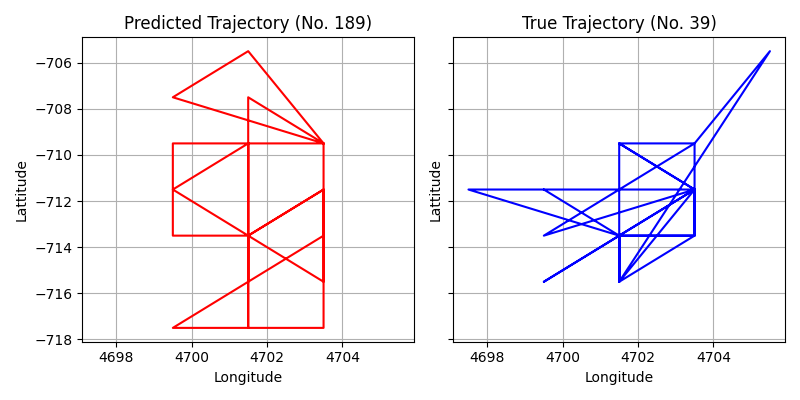 Predicted Trajectory (No. 189)
True Trajectory (No. 39)
Lattitude
−706
−708
−710
−712
−714
−716
−718
4698
4700
4702
4704
Longitude
Lattitude
4698
4700
4702
4704
Longitude